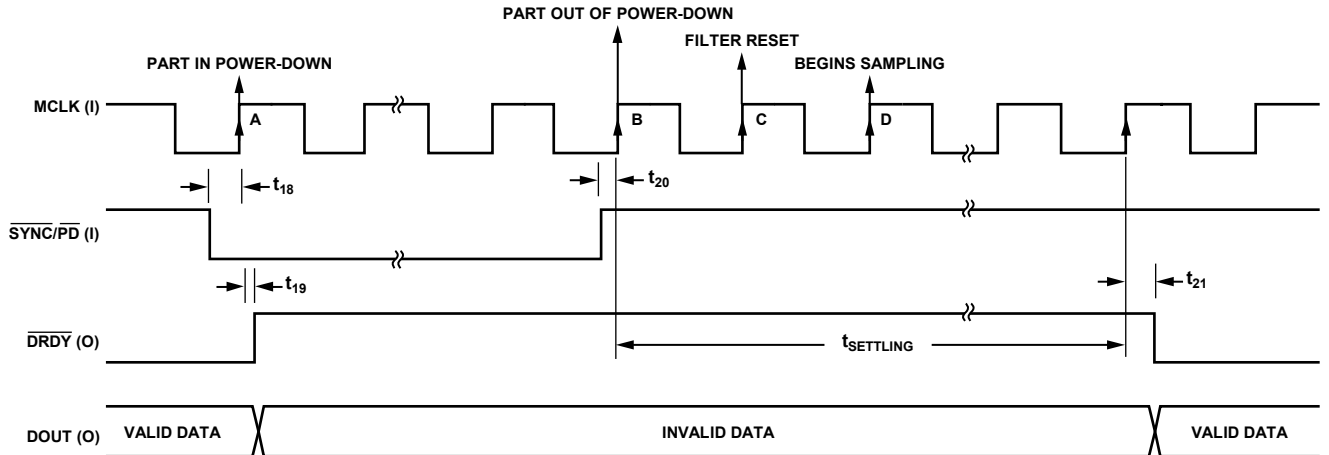 PART OUT OF POWER-DOWN
FILTER RESET
PART IN POWER-DOWN
BEGINS SAMPLING
MCLK (I)
A
B
C
D
t18
t20
SYNC/PD (I)
t19
t21
DRDY (O)
tSETTLING
DOUT (O)
VALID DATA
INVALID DATA
VALID DATA